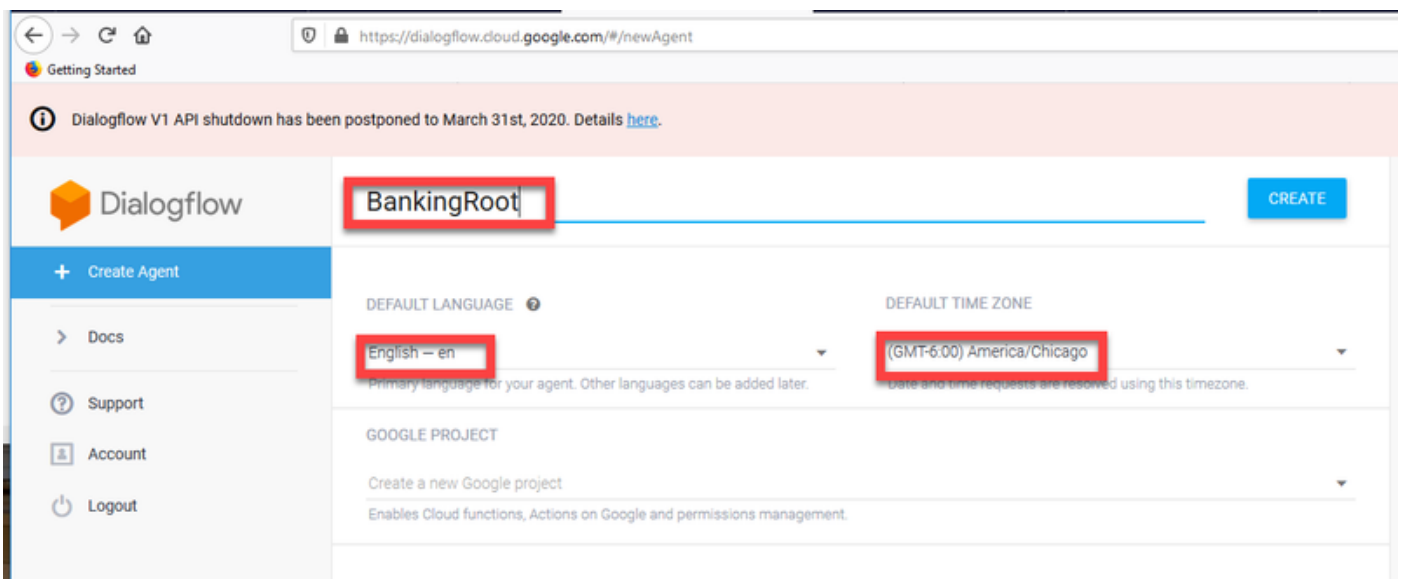 https://dialogflow.cloud.google.com/#/newAgent
Getting Started
Dialogflow V1 API shutdown has been postponed to March 31st, 2020. Details here.
Dialogflow
BankingRoot
CREATE
Create Agent
DEFAULT LANGUAGE
DEFAULT TIME ZONE
Docs
English — en
(GMT-6:00) America/Chicago
Primary language for your agent. Other languages can be added later.
Date and time requests are resolved using this timezone.
Support
GOOGLE PROJECT
Account
Create a new Google project
Logout
Enables Cloud functions, Actions on Google and permissions management.